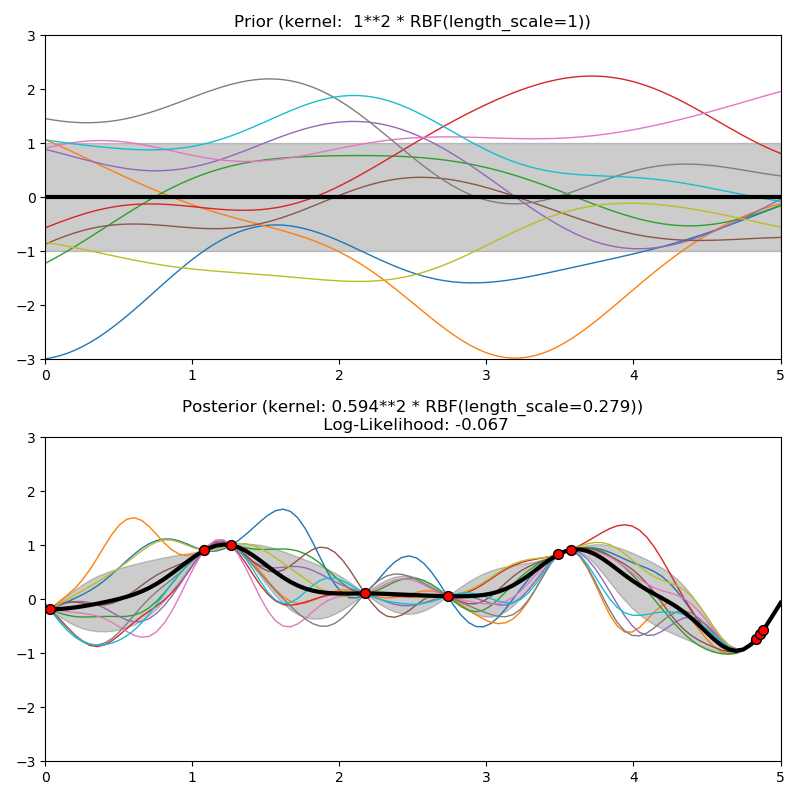 Prior (kernel:  1**2 * RBF(length_scale=1))
3
2
1
0
−1
−2
−3
0 1 2 3 4 5
Posterior (kernel: 0.594**2 * RBF(length_scale=0.279))
Log-Likelihood: -0.067
3
2
1
0
−1
−2
−3
0 1 2 3 4 5